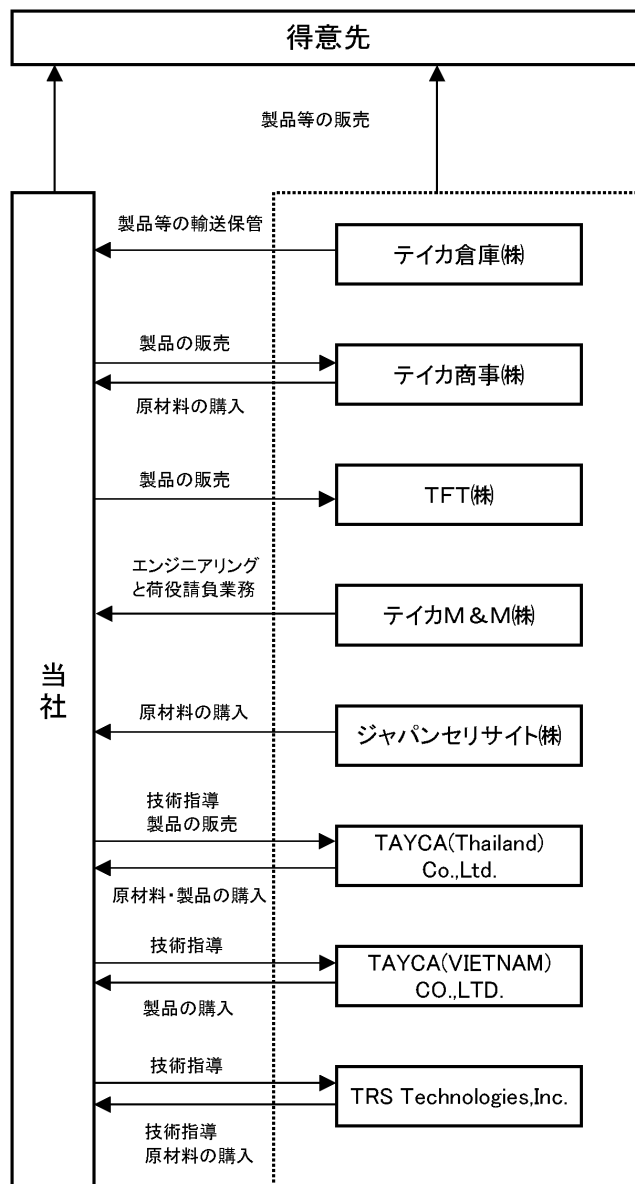 得意先
製品等の販売
製品等の輸送保管
テイカ倉庫㈱
製品の販売
テイカ商事㈱
原材料の購入
製品の販売
TFT㈱
エンジニアリング
と荷役請負業務
テイカM&M㈱
当社
原材料の購入
ジャパンセリサイト㈱
技術指導
製品の販売
TAYCA(Thailand)
Co.,Ltd.
原材料・製品の購入
技術指導
TAYCA(VIETNAM)
CO.,LTD.
製品の購入
技術指導
TRS Technologies,Inc.
技術指導
原材料の購入